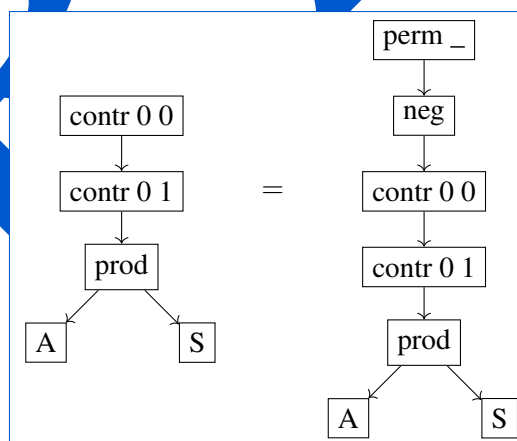 perm _
neg
contr 0 0
contr 0 1
prod
A S
=
contr 0 0
contr 0 1
prod
A S